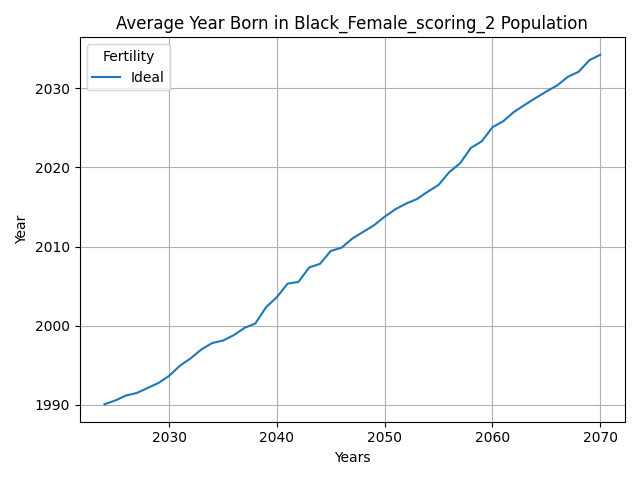 Average Year Born in Black_Female_scoring_2 Population
Fertility
Ideal
Year
2030
2020
2010
2000
1990
2030 2040 2050 2060 2070
Years